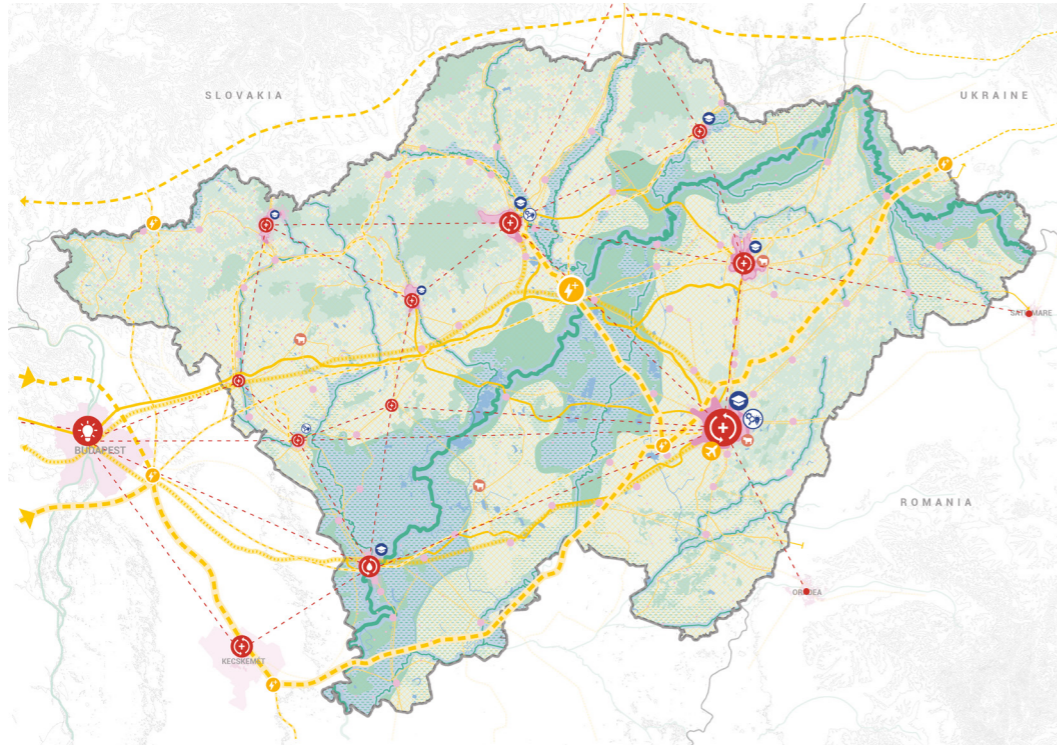 SLOVAKIA
UKRAINE
SATU MARE
BUDAPEST
ROMANIA
ORADEA
KECSKEMÉT